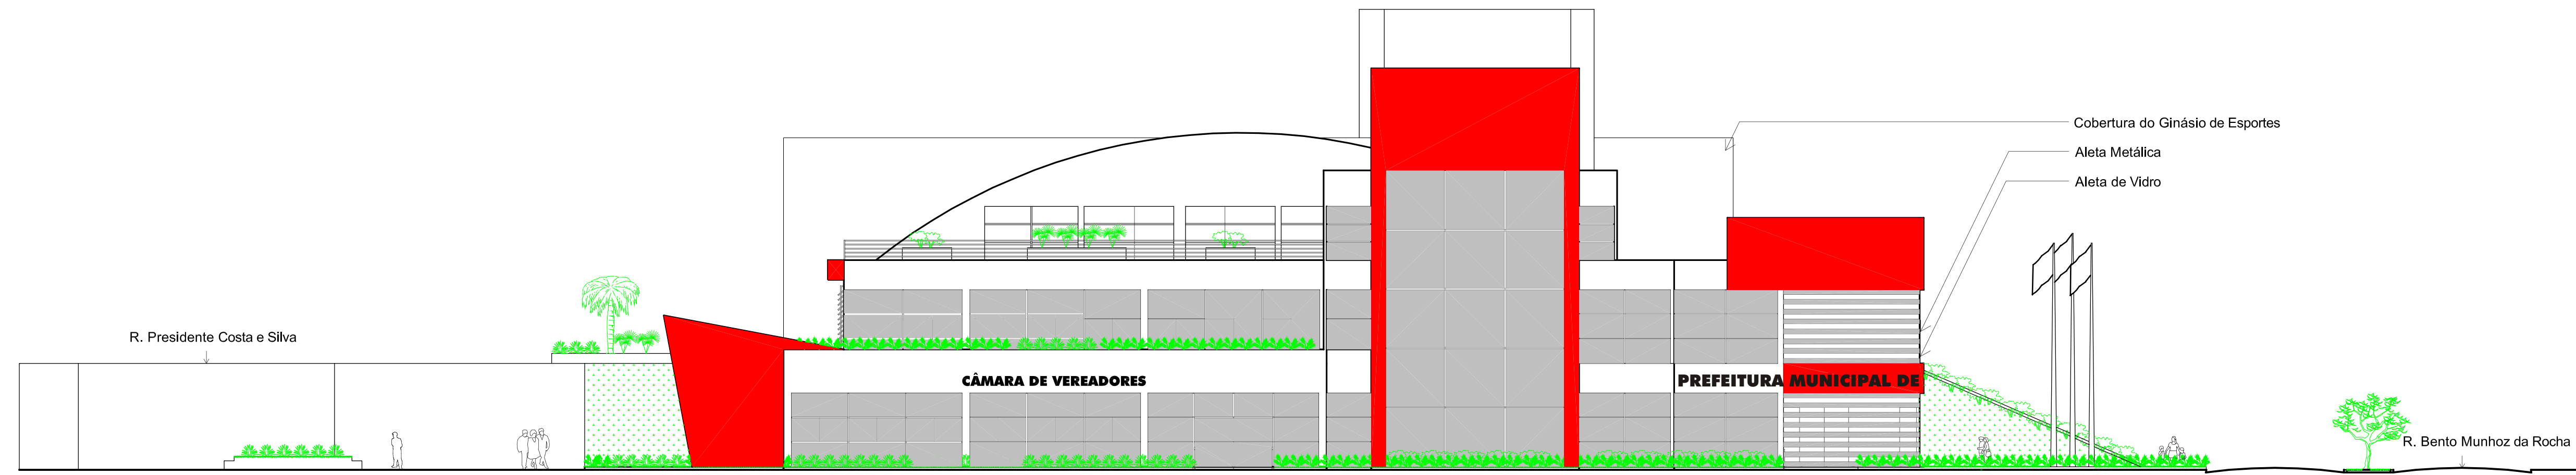 Cobertura do Ginásio de Esportes
Aleta Metálica
Aleta de Vidro
R. Presidente Costa e Silva
CÂMARA DE VEREADORES
PREFEITURA MUNICIPAL DE
R. Bento Munhoz da Rocha